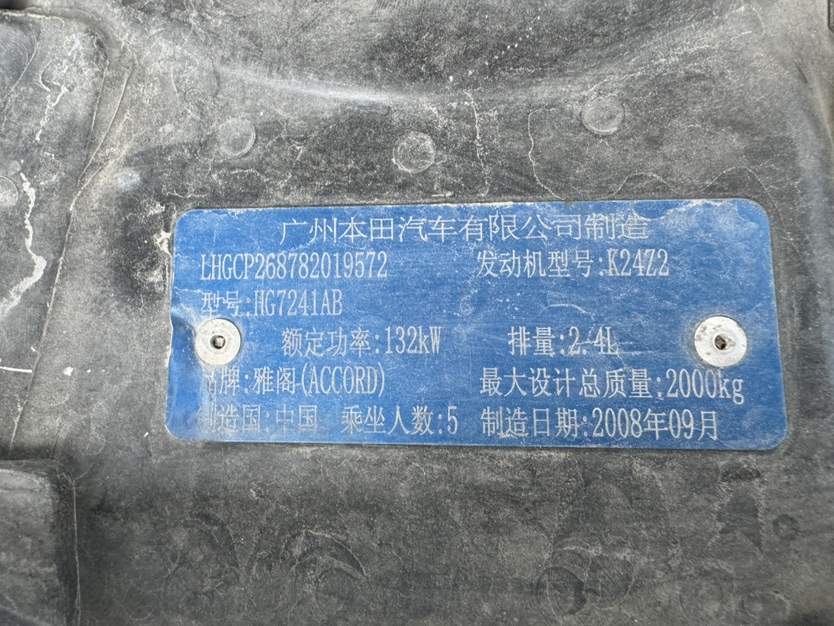 广州本田汽车有限公司制造
LHGCP268782019572 发动机型号:K24Z2
型号:HG7241AB
额定功率:132kW 排量:2.4L
牌:雅阁(ACCORD) 最大设计总质量:2000kg
制造国:中国 乘坐人数:5 制造日期:2008年09月